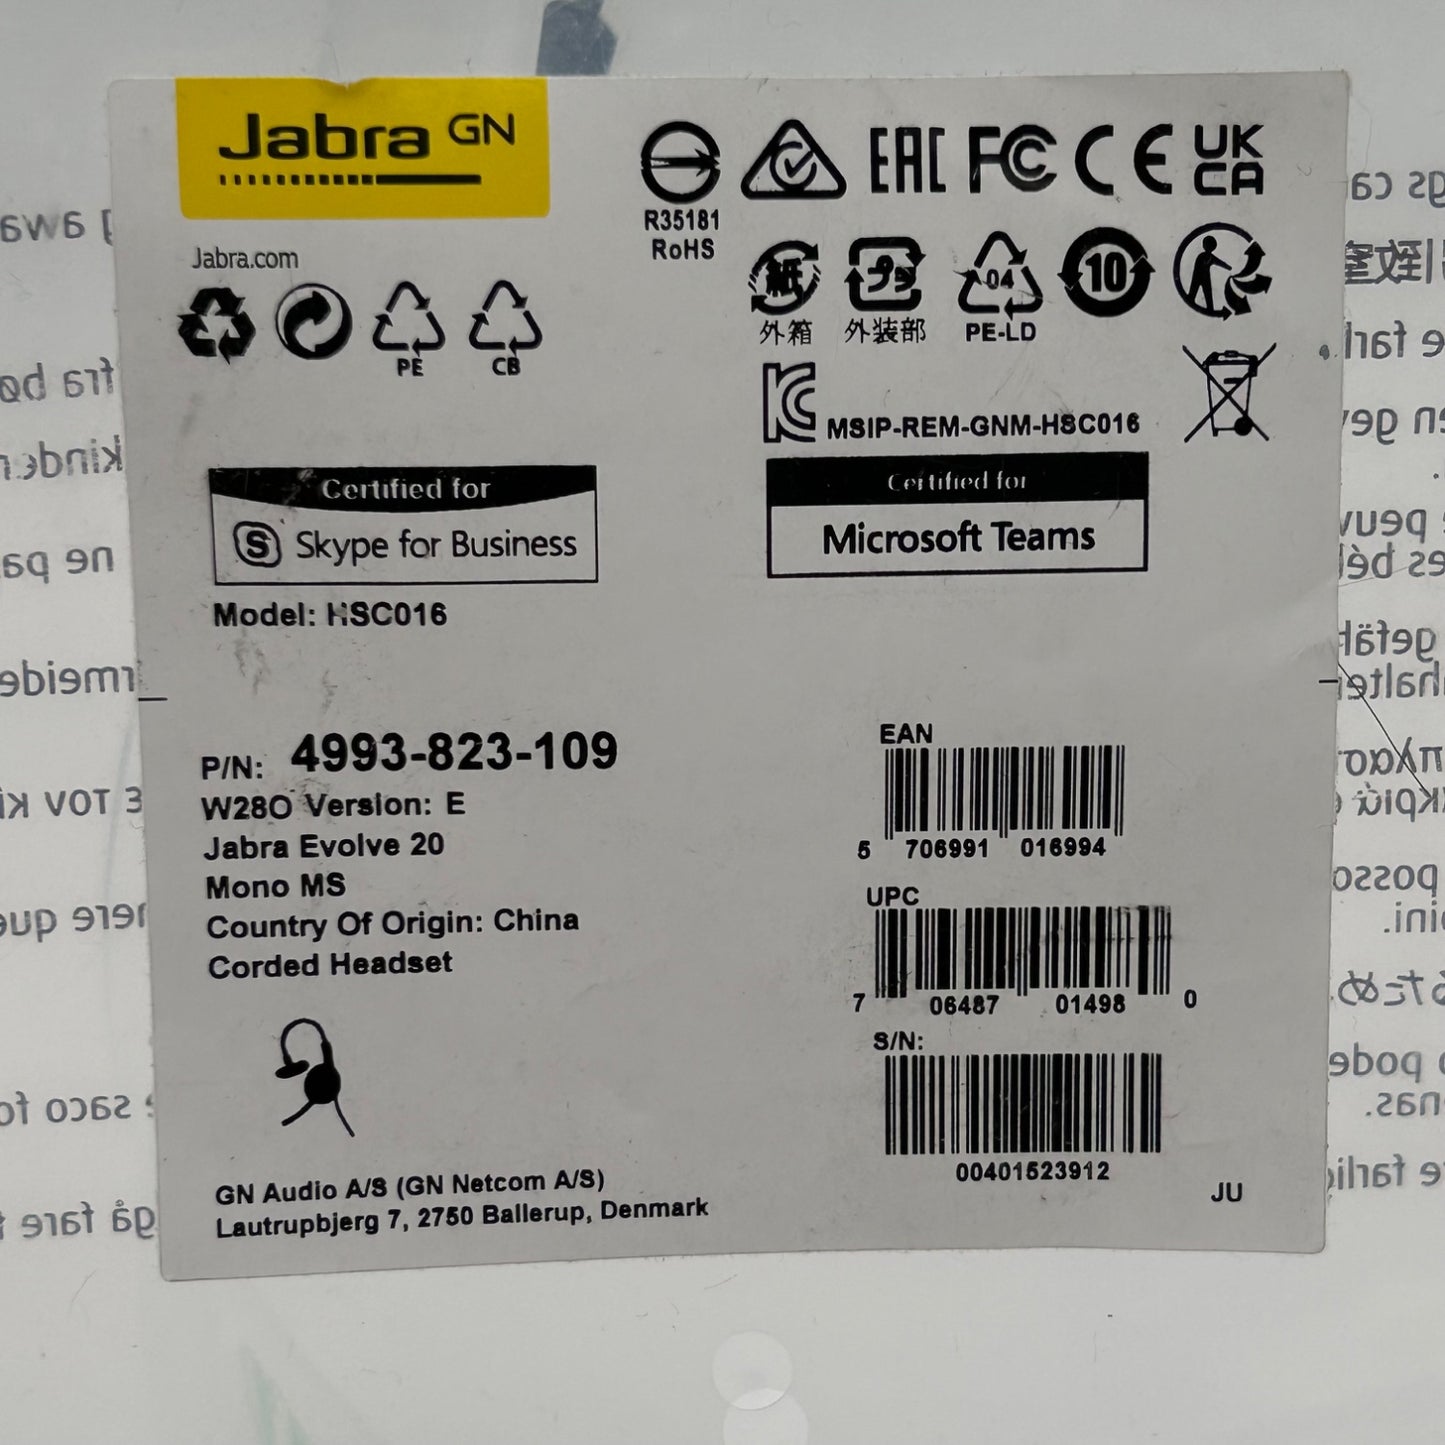 Jabra GN
Jabra.com
PE
CB
R35181
RoHS
EAC
FC
CE
UK
CA
紙
プラ
04
10
外箱
外装部
PE-LD
MSIP-REM-GNM-HSC016
Certified for
Skype for Business
Certified for
Microsoft Teams
Model: HSC016
P/N: 4993-823-109
W280 Version: E
Jabra Evolve 20
Mono MS
Country Of Origin: China
Corded Headset
EAN
5 706991 016994
UPC
7 06487 01498 0
S/N:
00401523912
JU
GN Audio A/S (GN Netcom A/S)
Lautrupbjerg 7, 2750 Ballerup, Denmark